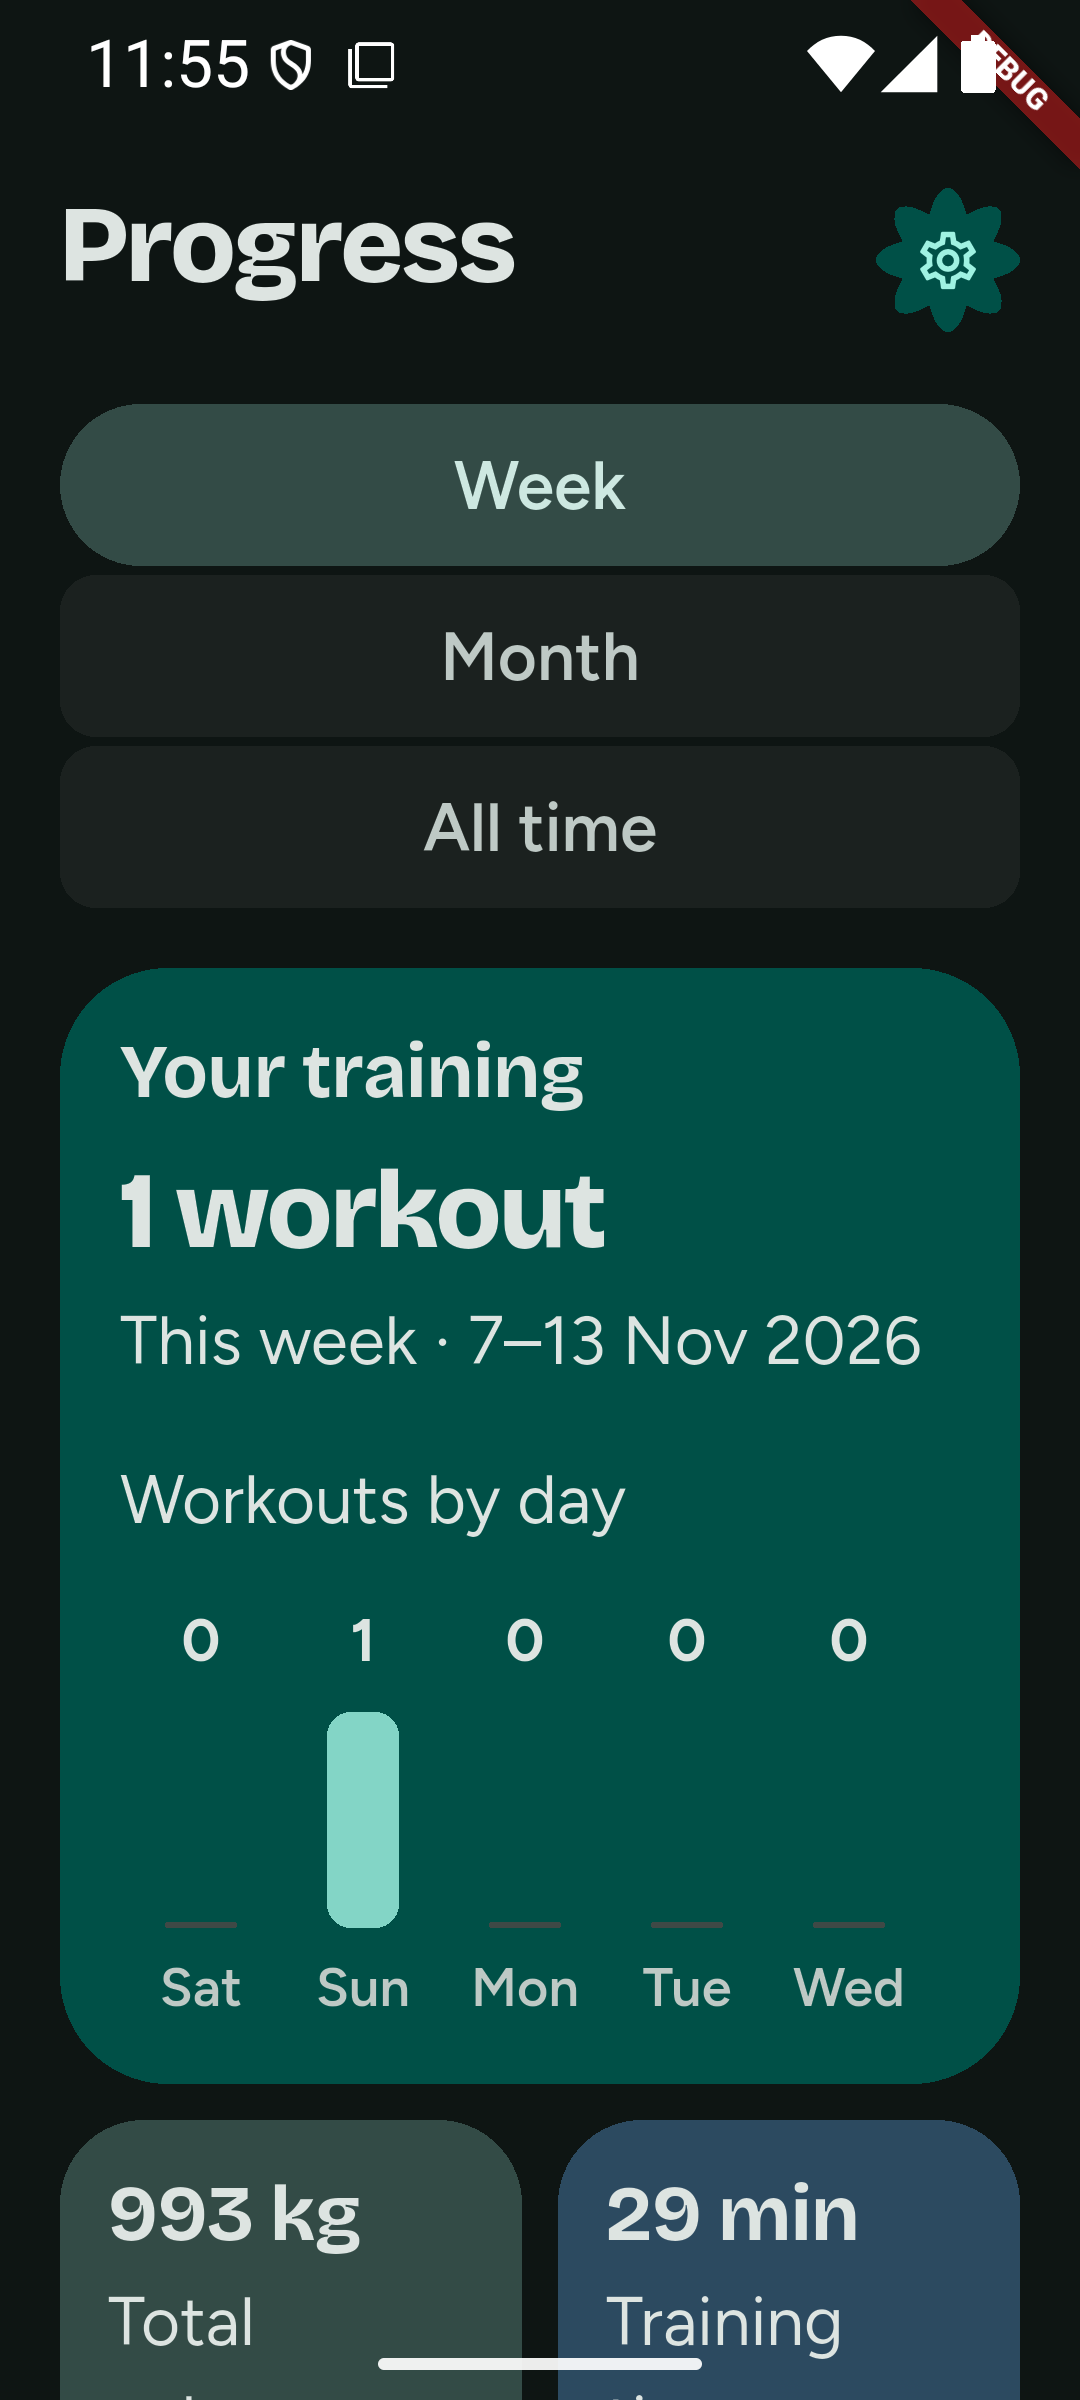 11:55
DEBUG
Progress
Week
Month
All time
Your training
1 workout
This week · 7–13 Nov 2026
Workouts by day
0 1 0 0 0
Sat Sun Mon Tue Wed
993 kg
Total
29 min
Training